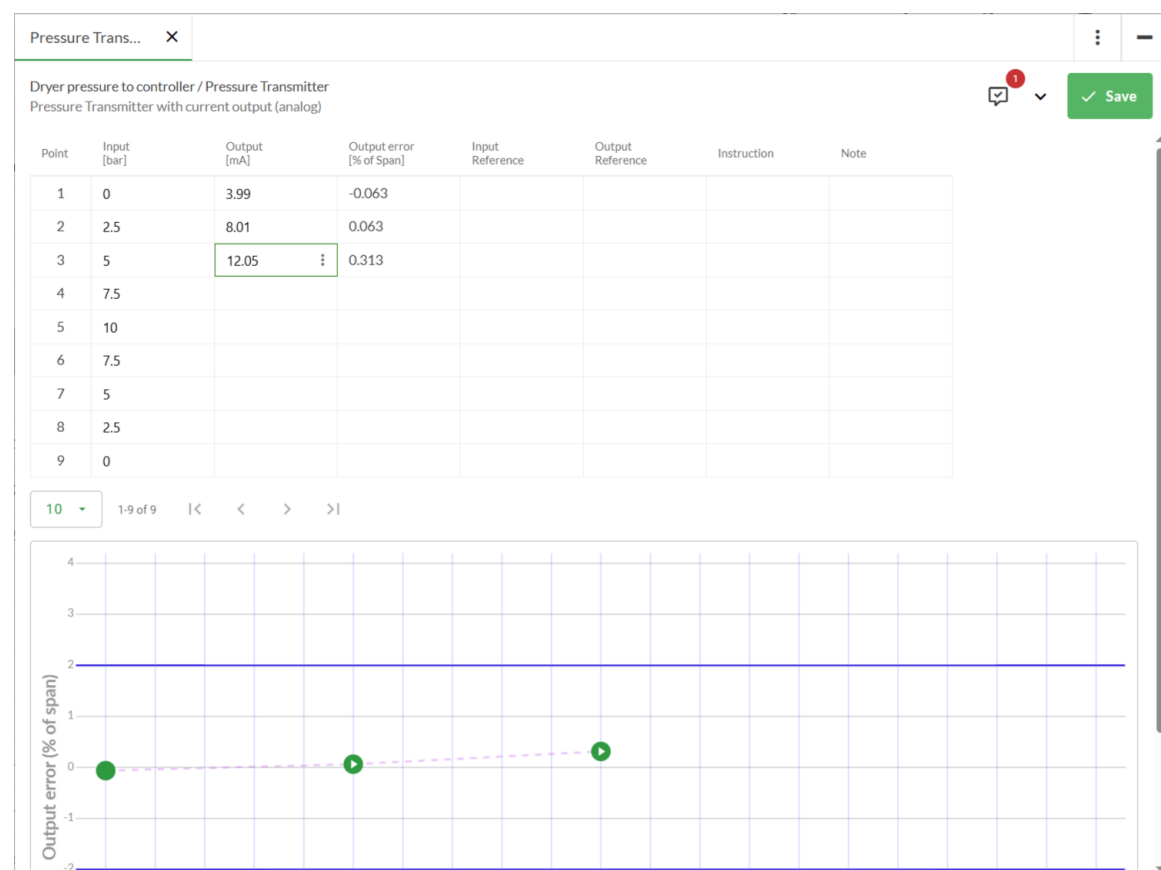 Pressure Trans...
Dryer pressure to controller / Pressure Transmitter
Pressure Transmitter with current output (analog)
1
Save
Point Input [bar] Output [mA] Output error [% of Span] Input Reference Output Reference Instruction Note
1 0 3.99 -0.063
2 2.5 8.01 0.063
3 5 12.05 0.313
4 7.5
5 10
6 7.5
7 5
8 2.5
9 0
10 1-9 of 9
Output error (% of span)
4
3
2
1
0
-1
-2